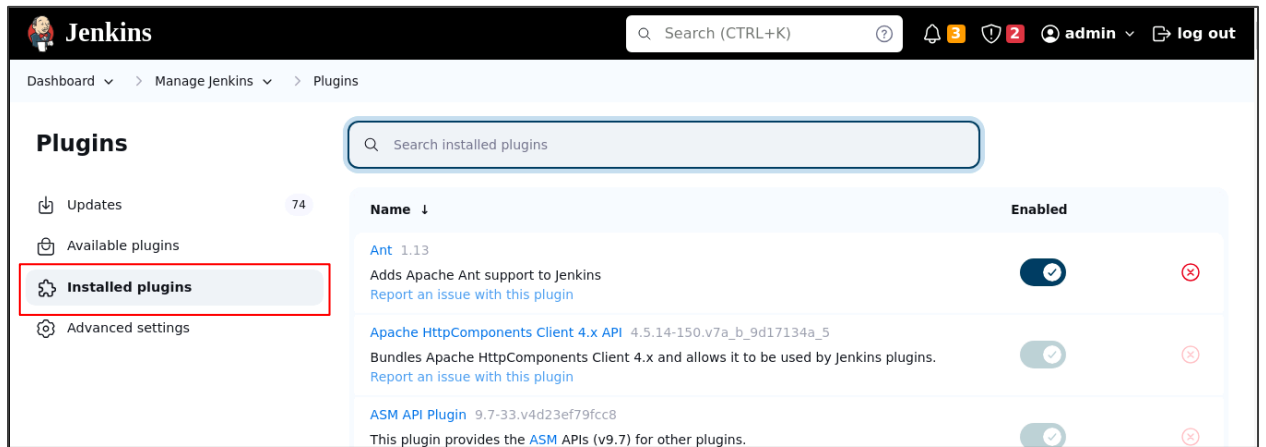 Jenkins
Search (CTRL+K)
3
2
admin
log out
Dashboard
Manage Jenkins
Plugins
Plugins
Search installed plugins
Updates
74
Available plugins
Installed plugins
Advanced settings
Name ↓
Enabled
Ant 1.13
Adds Apache Ant support to Jenkins
Report an issue with this plugin
Apache HttpComponents Client 4.x API 4.5.14-150.v7a_b_9d17134a_5
Bundles Apache HttpComponents Client 4.x and allows it to be used by Jenkins plugins.
Report an issue with this plugin
ASM API Plugin 9.7-33.v4d23ef79fcc8
This plugin provides the ASM APIs (v9.7) for other plugins.